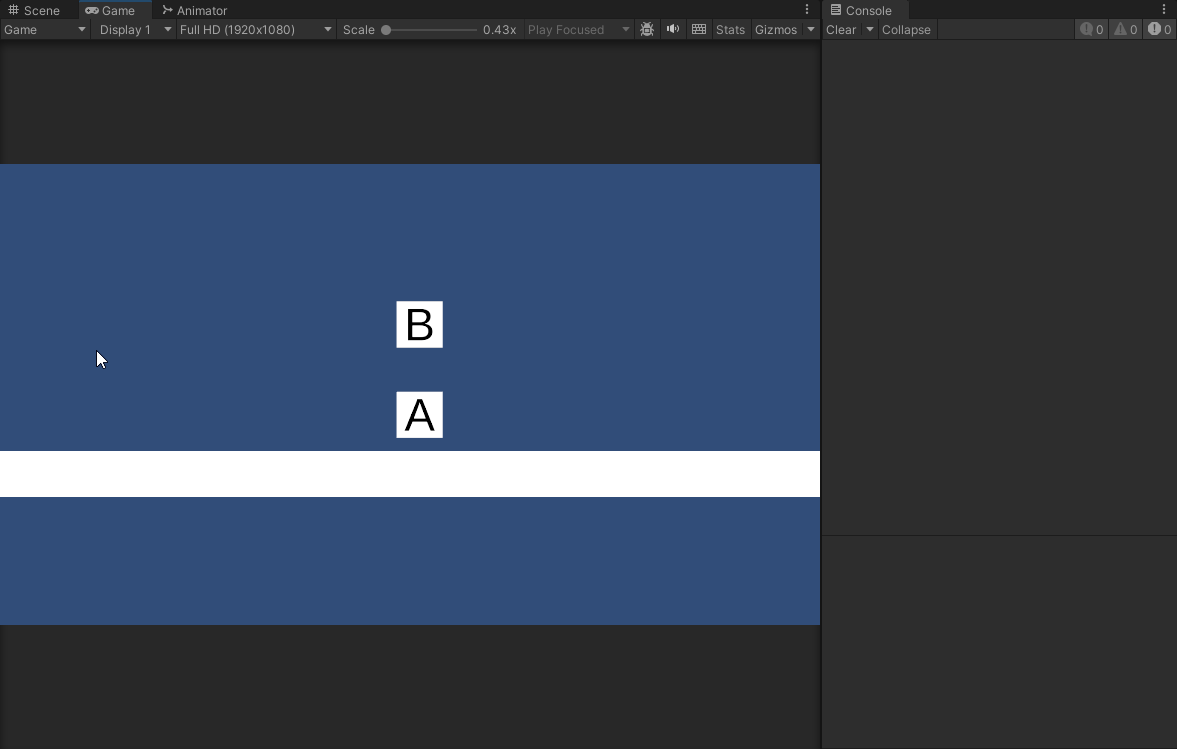 Scene Game Animator Console
Game Display 1 Full HD (1920x1080) Scale 0.43x Play Focused Stats Gizmos Clear Collapse 0 0 0
B
A